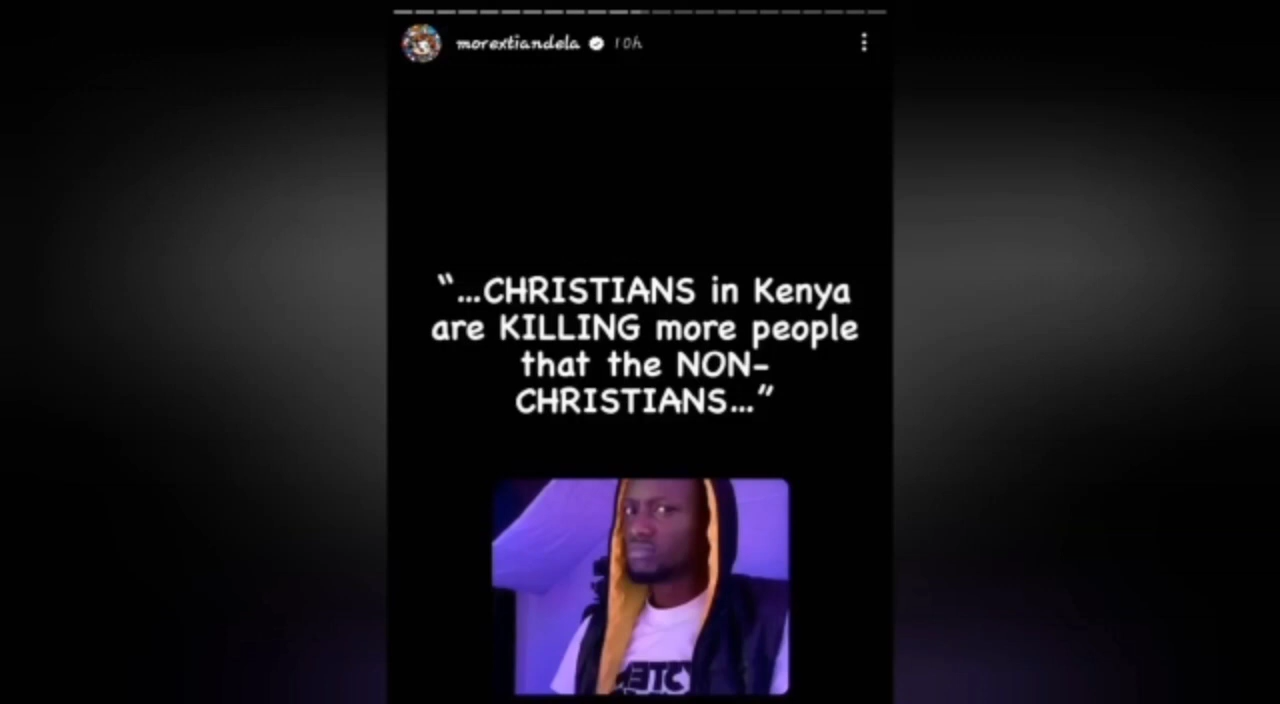 morextiandela 10h
"...CHRISTIANS in Kenya
are KILLING more people
that the NON-
CHRISTIANS..."